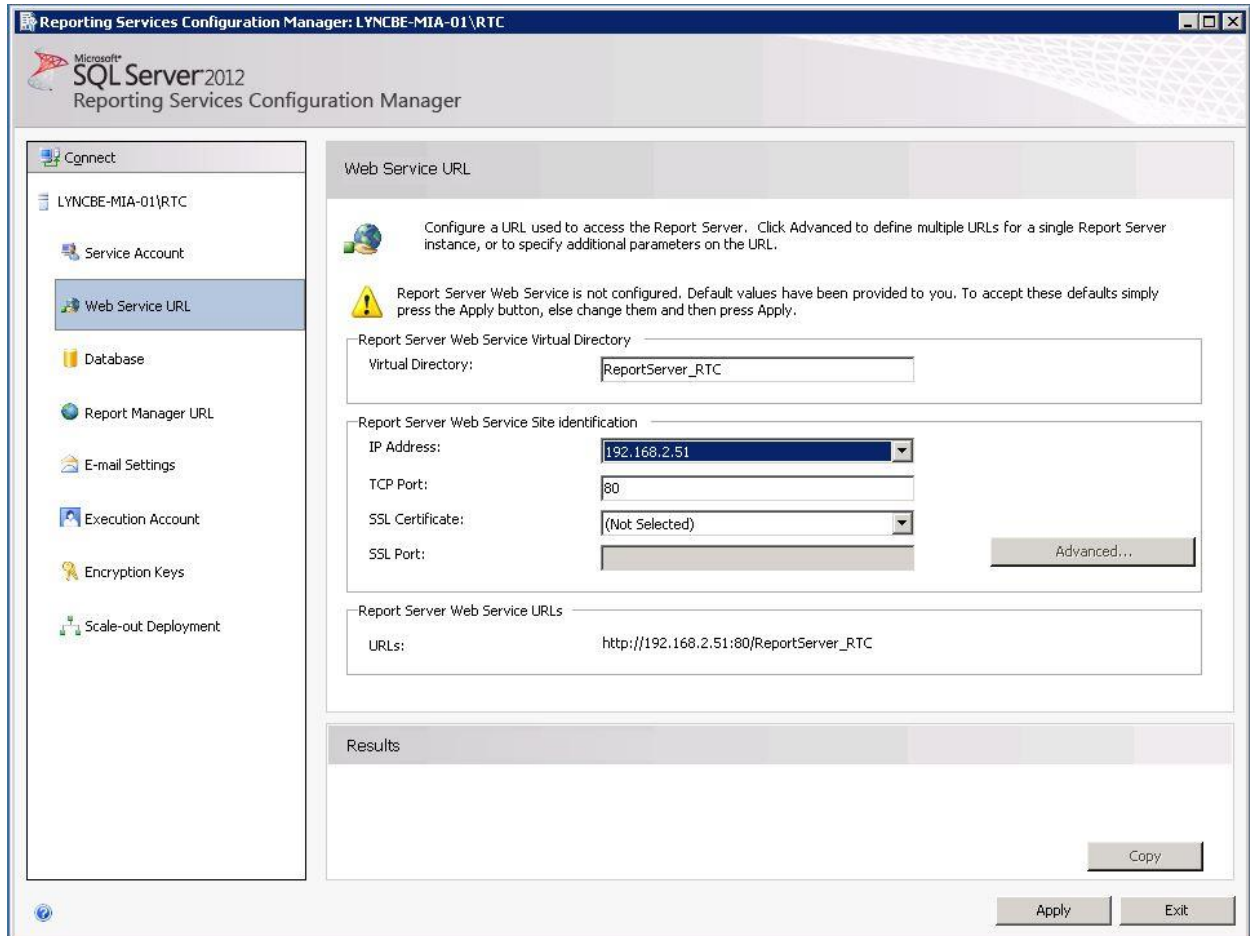 Reporting Services Configuration Manager: LYNCBE-MIA-01\RTC
Microsoft*
SQL Server 2012
Reporting Services Configuration Manager
Connect
LYNCBE-MIA-01\RTC
Service Account
Web Service URL
Database
Report Manager URL
E-mail Settings
Execution Account
Encryption Keys
Scale-out Deployment
Web Service URL
Configure a URL used to access the Report Server. Click Advanced to define multiple URLs for a single Report Server
instance, or to specify additional parameters on the URL.
Report Server Web Service is not configured. Default values have been provided to you. To accept these defaults simply
press the Apply button, else change them and then press Apply.
Report Server Web Service Virtual Directory
Virtual Directory: ReportServer_RTC
Report Server Web Service Site identification
IP Address: 192.168.2.51
TCP Port: 80
SSL Certificate: (Not Selected)
SSL Port:
Advanced...
Report Server Web Service URLs
URLs: http://192.168.2.51:80/ReportServer_RTC
Results
Copy
Apply Exit